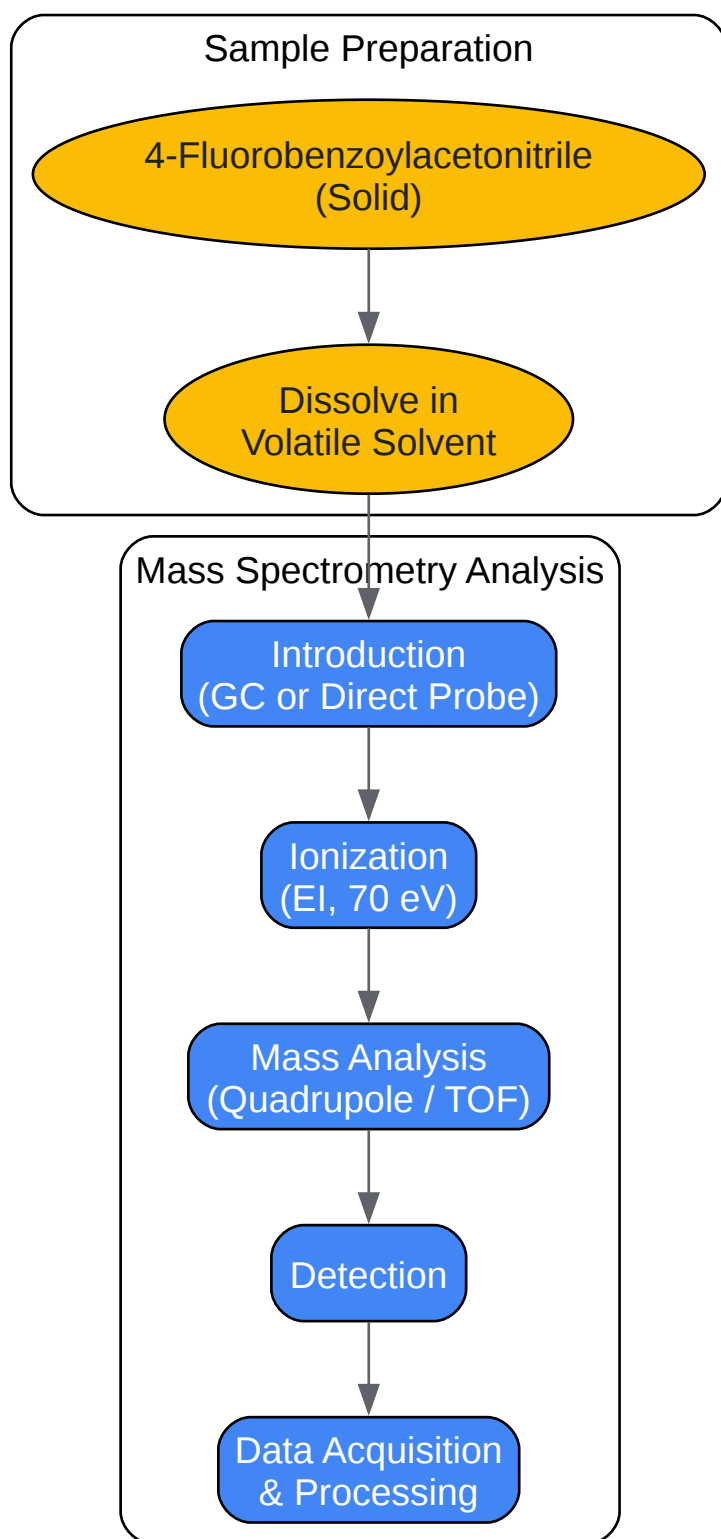 Sample Preparation
4-Fluorobenzoylacetonitrile
(Solid)
Dissolve in
Volatile Solvent
Mass Spectrometry Analysis
Introduction
(GC or Direct Probe)
Ionization
(EI, 70 eV)
Mass Analysis
(Quadrupole / TOF)
Detection
Data Acquisition
& Processing